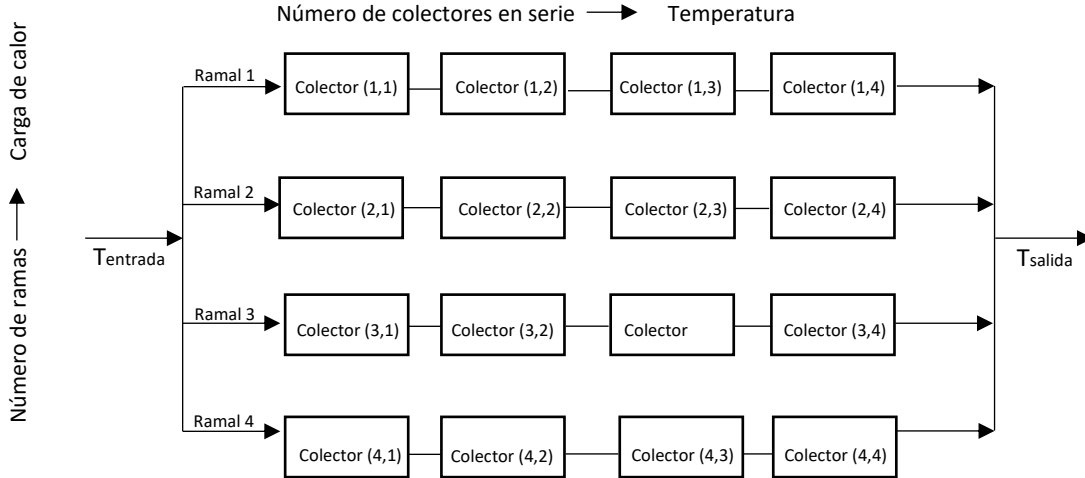 Número de colectores en serie Temperatura
Carga de calor
Número de ramas
Ramal 1
Colector (1,1) Colector (1,2) Colector (1,3) Colector (1,4)
Ramal 2
Colector (2,1) Colector (2,2) Colector (2,3) Colector (2,4)
Tentrada
Tsalida
Ramal 3
Colector (3,1) Colector (3,2) Colector Colector (3,4)
Ramal 4
Colector (4,1) Colector (4,2) Colector (4,3) Colector (4,4)